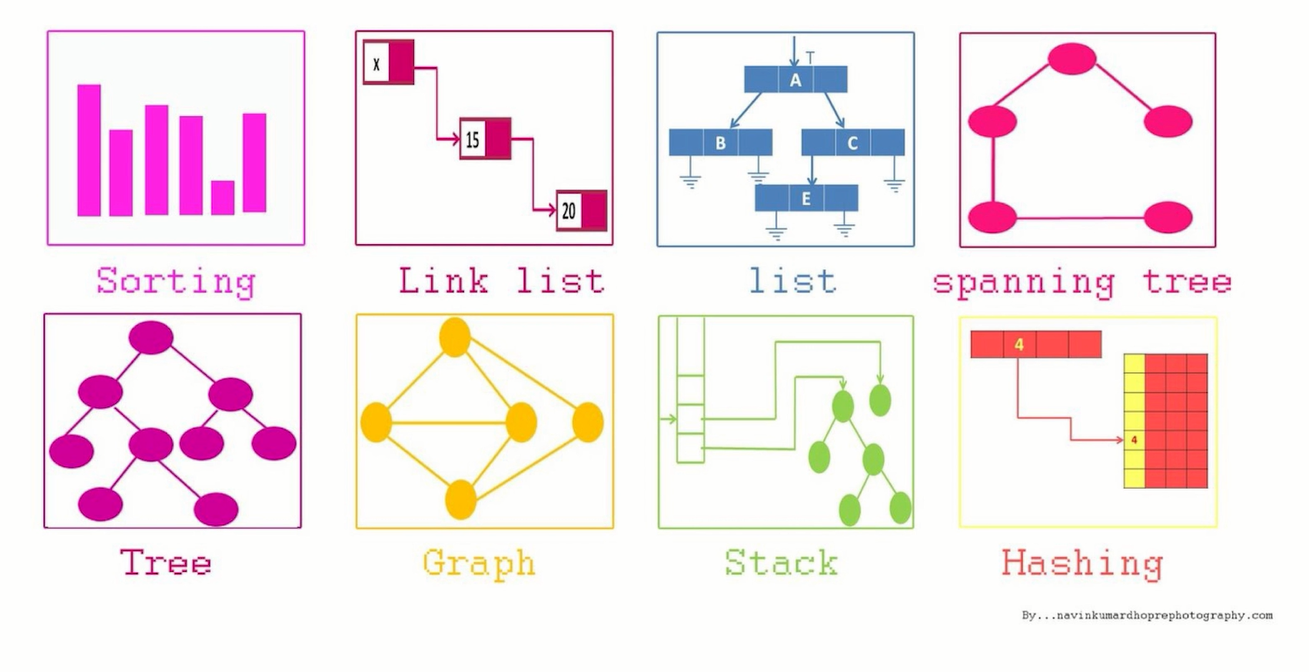 x
15
20
T
A
B
C
E
Sorting
Link list
list
spanning tree
4
4
Tree
Graph
Stack
Hashing
By...navinkumardhoprephotography.com